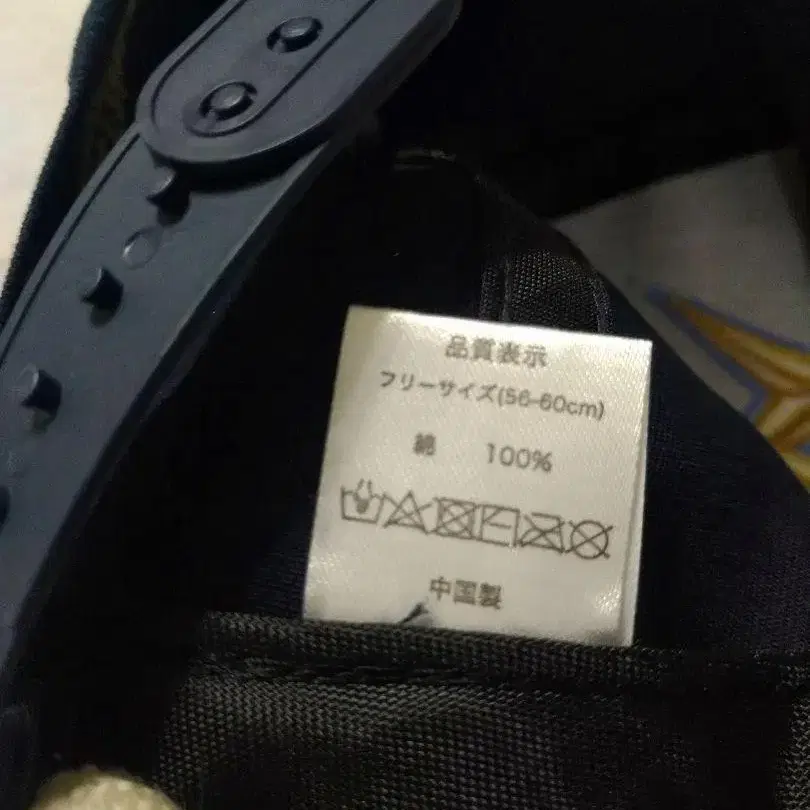 品質表示
フリーサイズ(56-60cm)
綿 100%
中国製